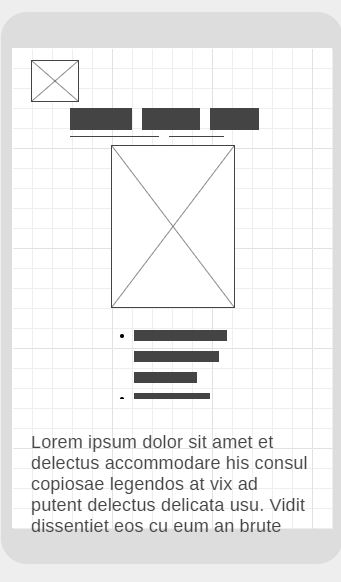 Lorem ipsum dolor sit amet et
delectus accommodare his consul
copiosae legendos at vix ad
putent delectus delicata usu. Vidit
dissentiet eos cu eum an brute